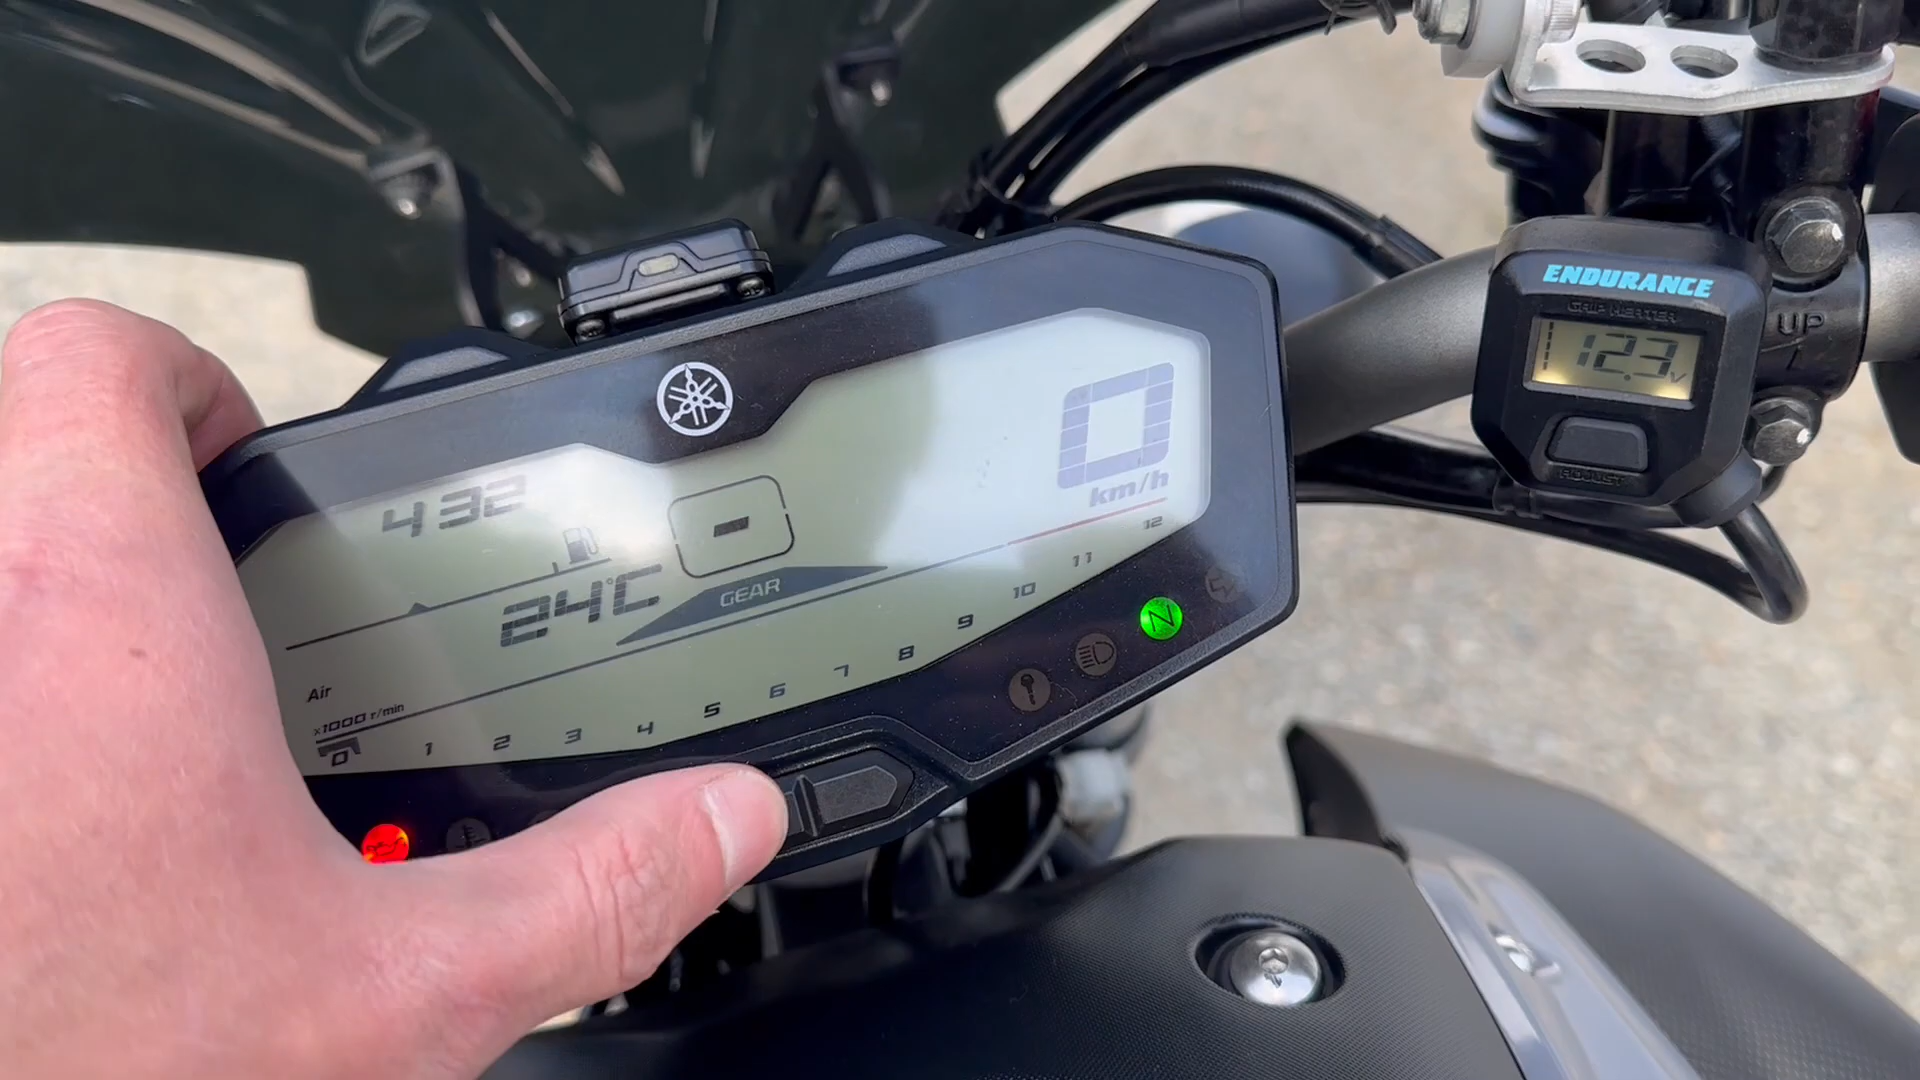 ENDURANCE
GRIP HEATER
12.3V
UP
ADJUST
432
-
0
km/h
24°C
GEAR
Air
×1000 r/min
0 1 2 3 4 5 6 7 8 9 10 11 12
N